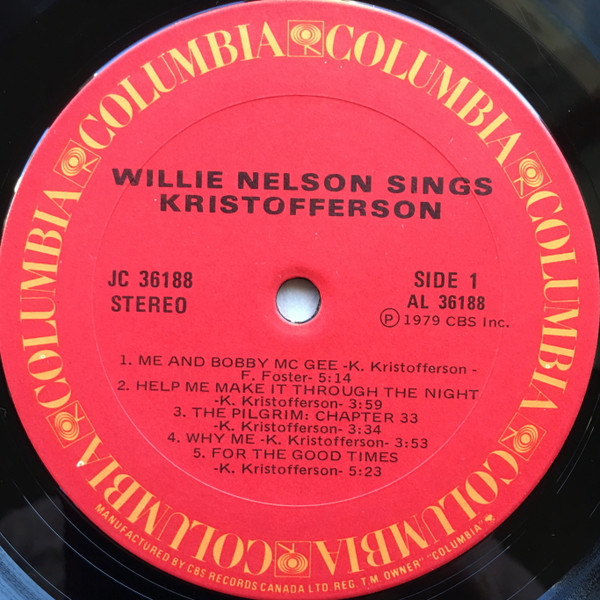 COLUMBIA COLUMBIA COLUMBIA COLUMBIA COLUMBIA COLUMBIA
WILLIE NELSON SINGS
KRISTOFFERSON
JC 36188
STEREO
SIDE 1
AL 36188
Ⓟ 1979 CBS Inc.
1. ME AND BOBBY MC GEE -K. Kristofferson -
F. Foster- 5:14
2. HELP ME MAKE IT THROUGH THE NIGHT
-K. Kristofferson- 3:59
3. THE PILGRIM: CHAPTER 33
-K. Kristofferson- 3:34
4. WHY ME -K. Kristofferson- 3:53
5. FOR THE GOOD TIMES
-K. Kristofferson- 5:23
MANUFACTURED BY CBS RECORDS CANADA LTD. REG. T.M. OWNER" "COLUMBIA"